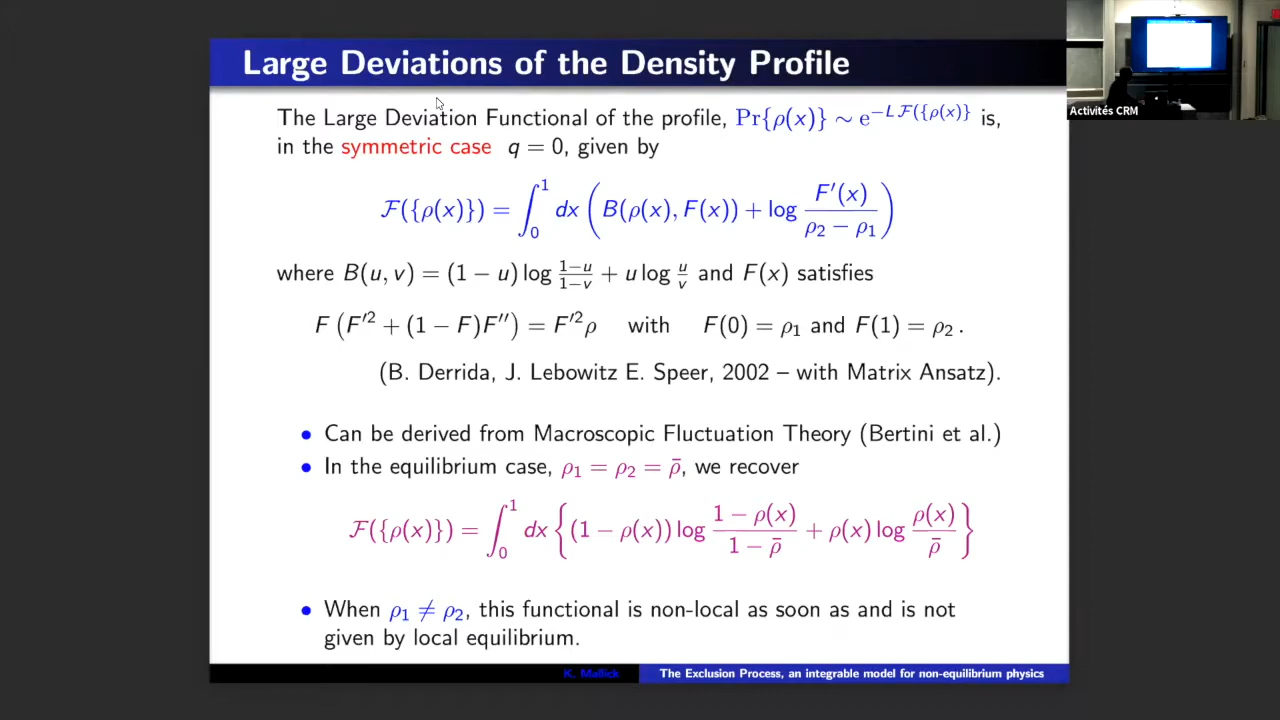 Large Deviations of the Density Profile
Activités CRM
The Large Deviation Functional of the profile, Pr{ρ(x)} ∼ e^{−L F({ρ(x)}} is,
in the symmetric case q = 0, given by
F({ρ(x)}) = ∫_0^1 dx ( B(ρ(x), F(x)) + log F′(x) / (ρ₂ − ρ₁) )
where B(u, v) = (1 − u) log (1−u)/(1−v) + u log u/v and F(x) satisfies
F (F′² + (1 − F)F″) = F′²ρ with F(0) = ρ₁ and F(1) = ρ₂ .
(B. Derrida, J. Lebowitz E. Speer, 2002 – with Matrix Ansatz).
• Can be derived from Macroscopic Fluctuation Theory (Bertini et al.)
• In the equilibrium case, ρ₁ = ρ₂ = ρ̄, we recover
F({ρ(x)}) = ∫_0^1 dx { (1 − ρ(x)) log (1 − ρ(x)) / (1 − ρ̄) + ρ(x) log ρ(x) / ρ̄ }
• When ρ₁ ≠ ρ₂, this functional is non-local as soon as and is not
given by local equilibrium.
K. Mallick The Exclusion Process, an integrable model for non-equilibrium physics